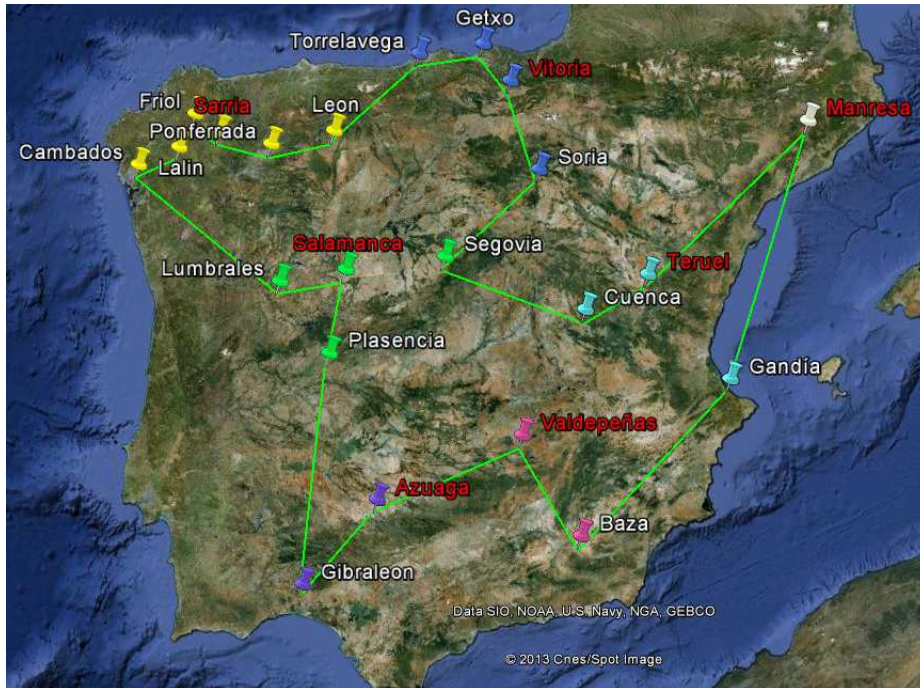 Getxo
Torrelavega
Vitoria
Friol
Sarria
Leon
Manresa
Ponferrada
Cambados
Lalin
Soria
Salamanca
Segovia
Lumbrales
Teruel
Cuenca
Plasencia
Gandía
Valdepeñas
Azuaga
Baza
Gibraleon
Data SIO, NOAA, U.S. Navy, NGA, GEBCO
© 2013 Cnes/Spot Image